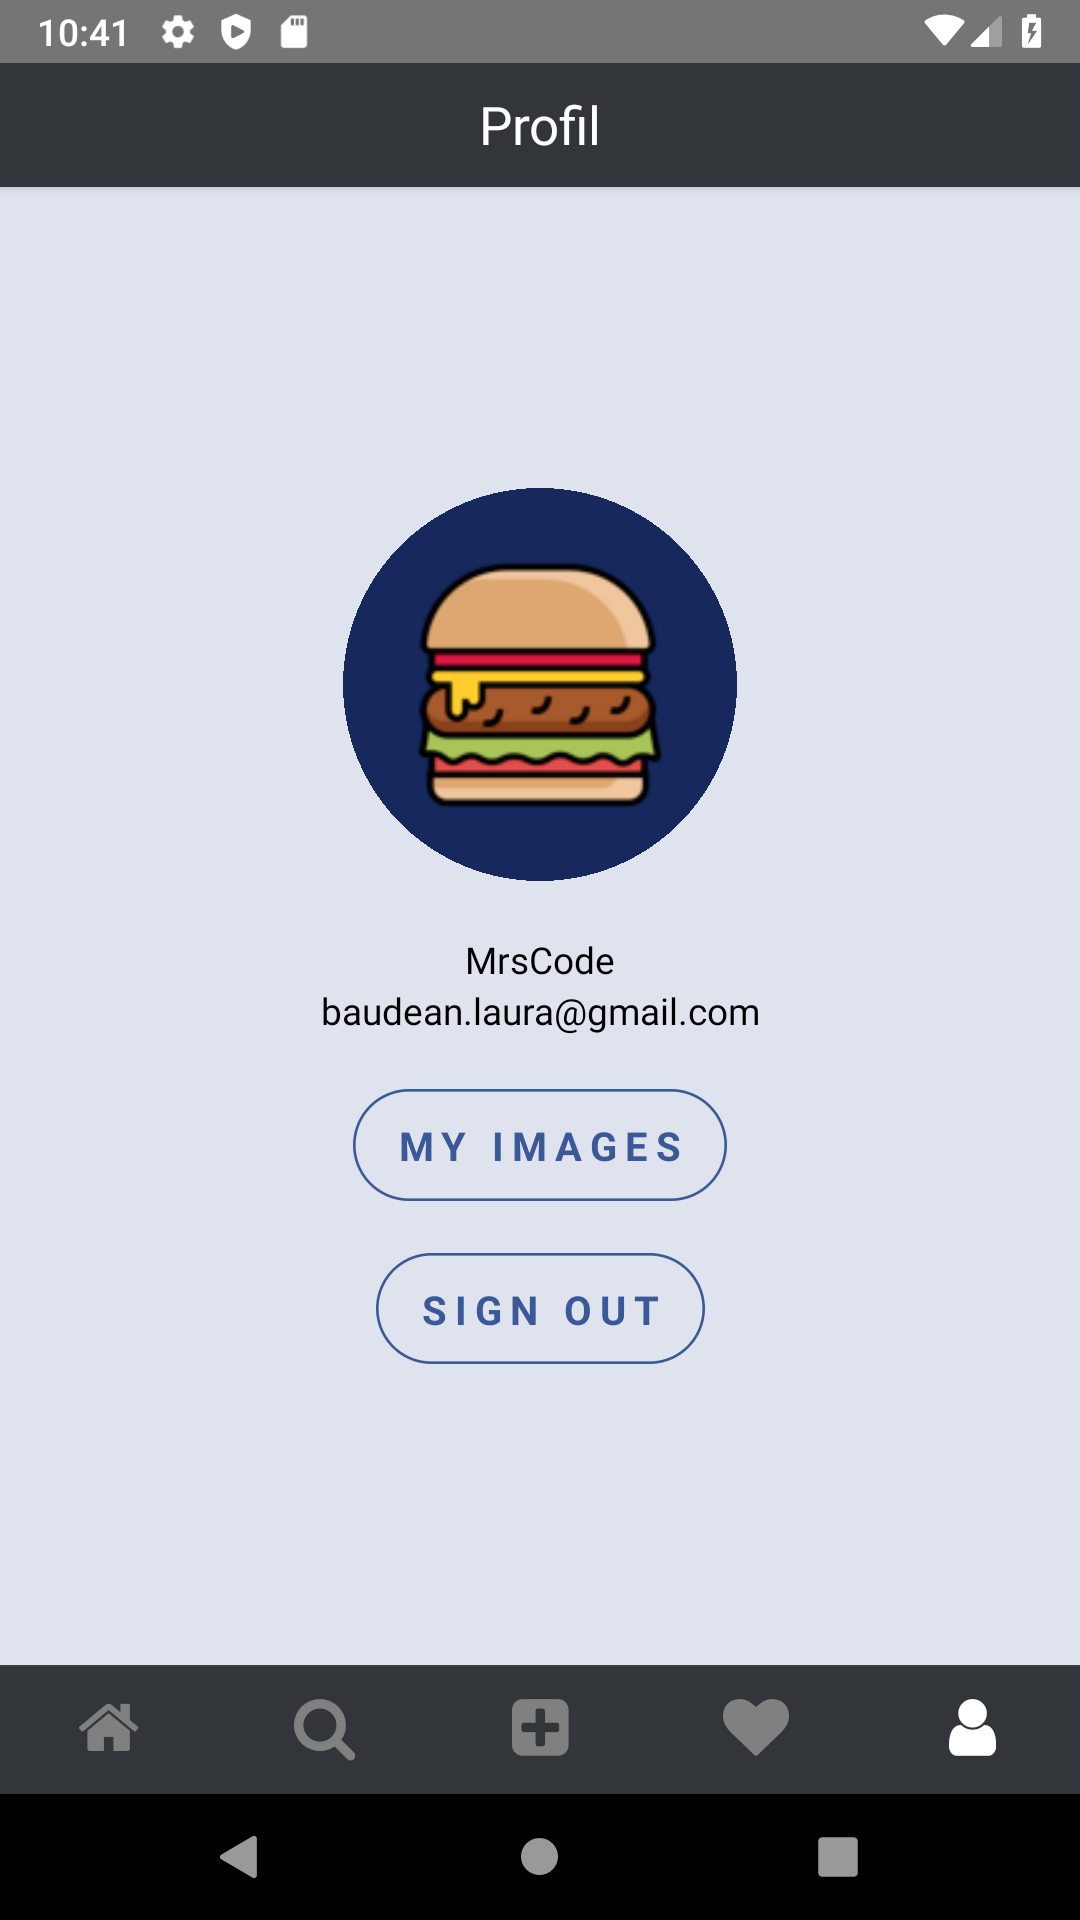 10:41
Profil
MrsCode
baudean.laura@gmail.com
MY IMAGES
SIGN OUT